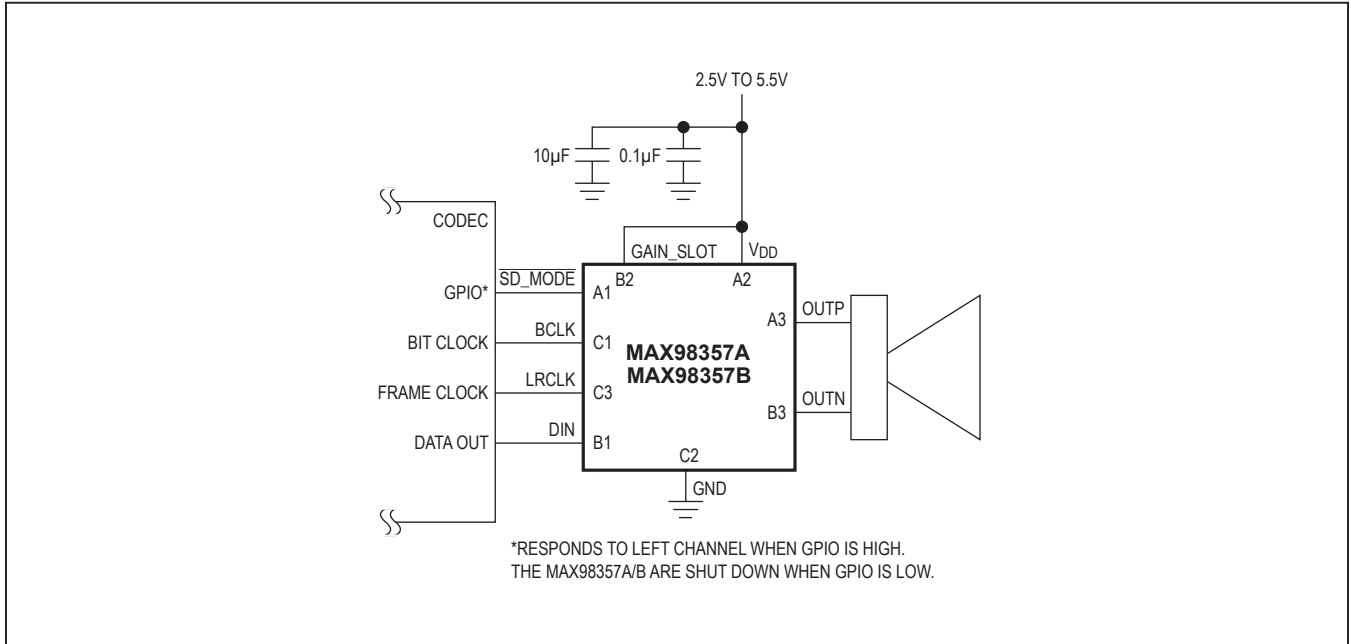 2.5V TO 5.5V
10µF
0.1µF
CODEC
GAIN_SLOT
VDD
GPIO*
SD_MODE
A1
B2
A2
BIT CLOCK
BCLK
C1
MAX98357A
MAX98357B
A3
OUTP
FRAME CLOCK
LRCLK
C3
B3
OUTN
DATA OUT
DIN
B1
C2
GND
*RESPONDS TO LEFT CHANNEL WHEN GPIO IS HIGH.
THE MAX98357A/B ARE SHUT DOWN WHEN GPIO IS LOW.